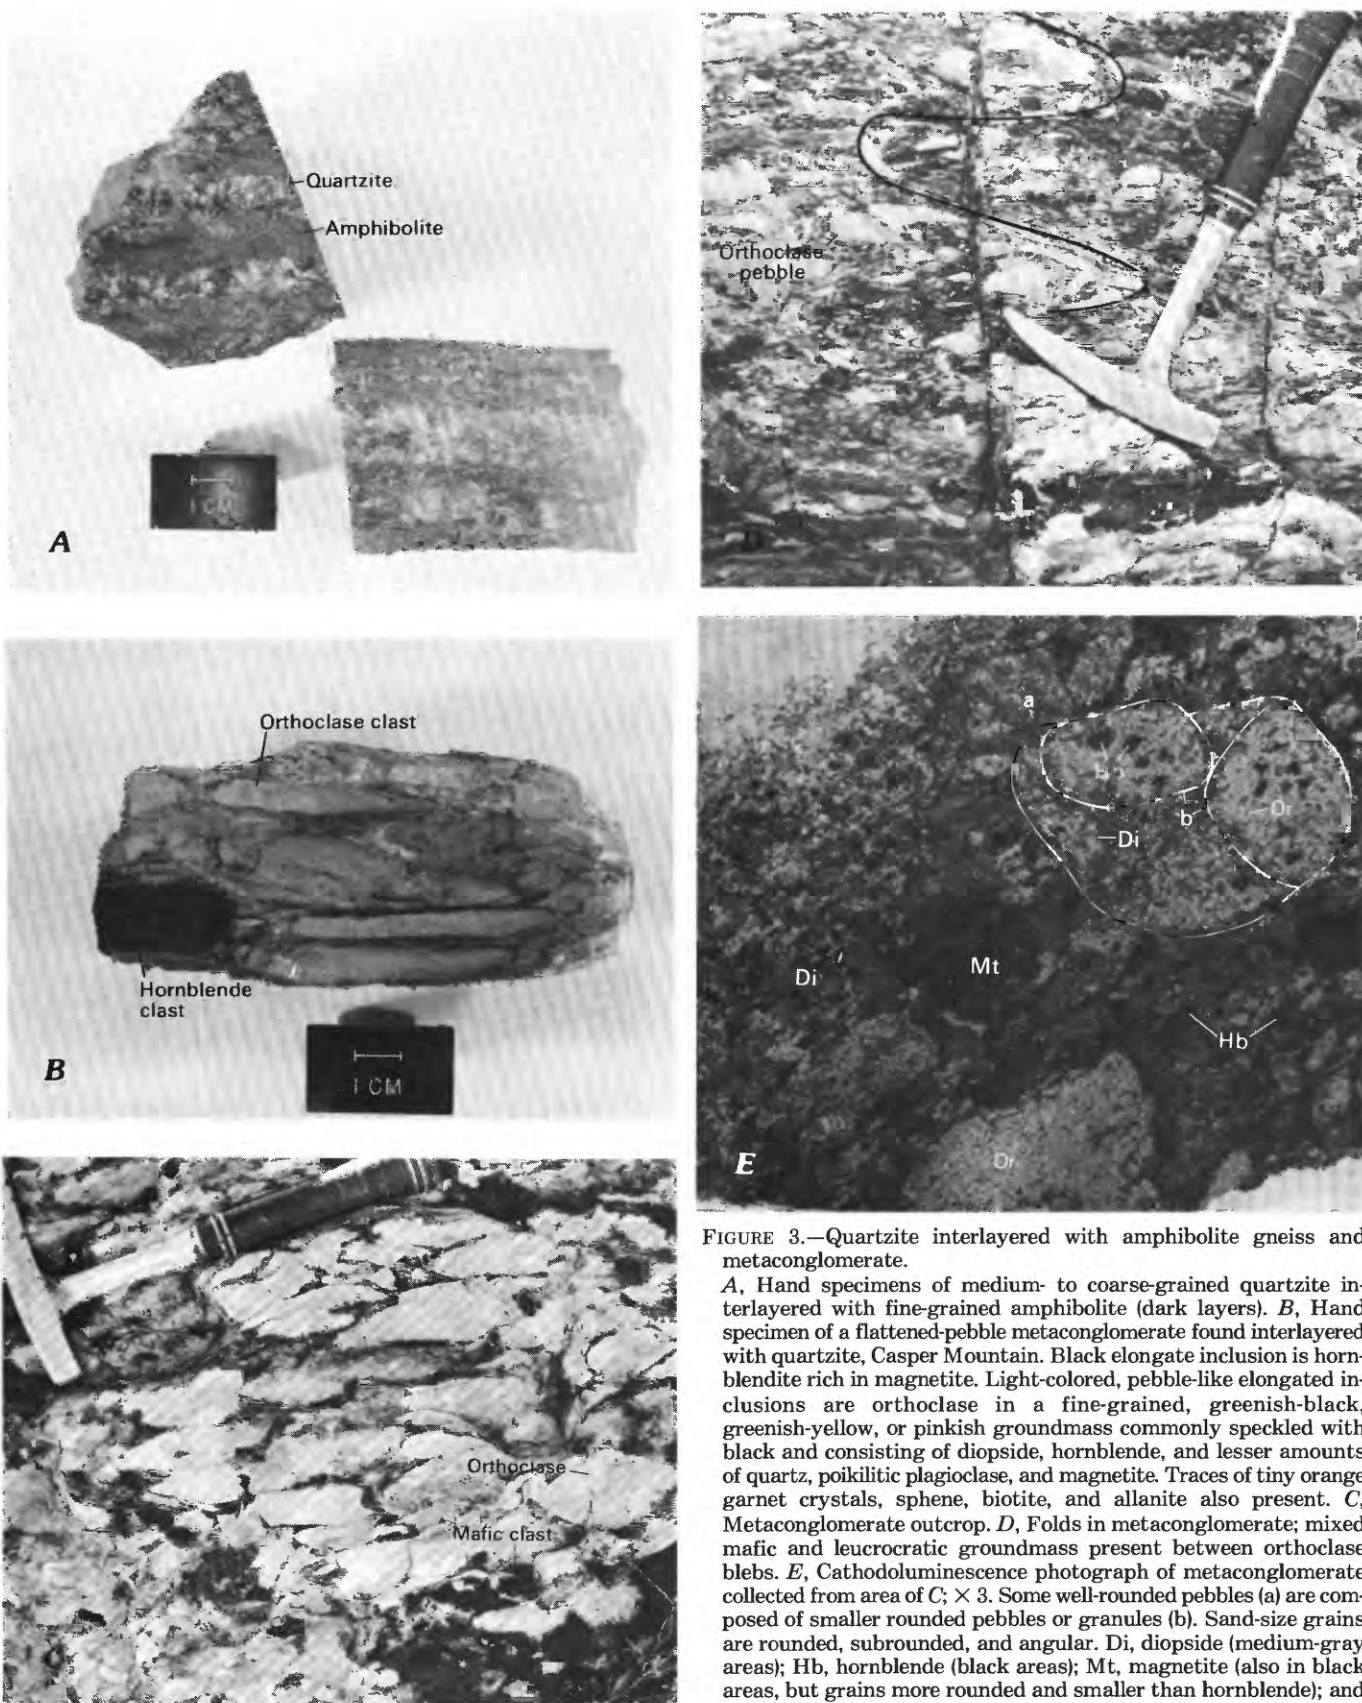 Quartzite
Amphibolite
1 CM
A
Orthoclase
pebble
D
Orthoclase clast
Hornblende
clast
B
1 CM
a
b
Or
Di
Di
Mt
Hb
Or
E
Orthoclase
Mafic clast
C
FIGURE 3.—Quartzite interlayered with amphibolite gneiss and
metaconglomerate.
A, Hand specimens of medium- to coarse-grained quartzite in-
terlayered with fine-grained amphibolite (dark layers). B, Hand
specimen of a flattened-pebble metaconglomerate found interlayered
with quartzite, Casper Mountain. Black elongate inclusion is horn-
blendite rich in magnetite. Light-colored, pebble-like elongated in-
clusions are orthoclase in a fine-grained, greenish-black,
greenish-yellow, or pinkish groundmass commonly speckled with
black and consisting of diopside, hornblende, and lesser amounts
of quartz, poikilitic plagioclase, and magnetite. Traces of tiny orange
garnet crystals, sphene, biotite, and allanite also present. C,
Metaconglomerate outcrop. D, Folds in metaconglomerate; mixed
mafic and leucrocratic groundmass present between orthoclase
blebs. E, Cathodoluminescence photograph of metaconglomerate
collected from area of C; × 3. Some well-rounded pebbles (a) are com-
posed of smaller rounded pebbles or granules (b). Sand-size grains
are rounded, subrounded, and angular. Di, diopside (medium-gray
areas); Hb, hornblende (black areas); Mt, magnetite (also in black
areas, but grains more rounded and smaller than hornblende); and